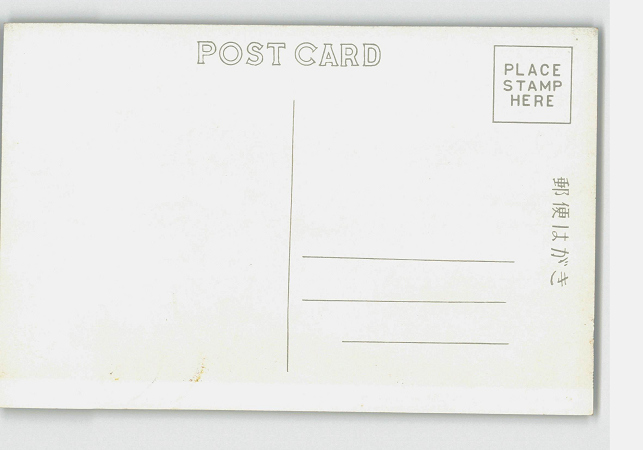 POST CARD
PLACE
STAMP
HERE
郵便はがき